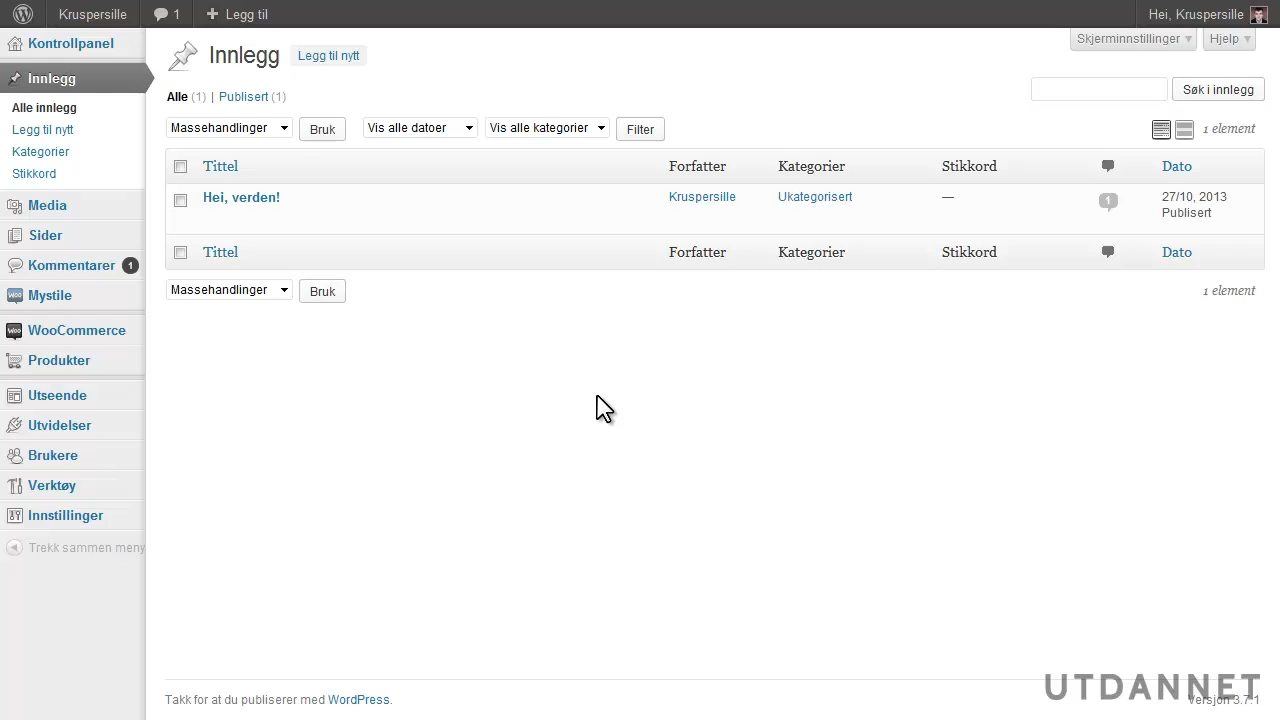 Kruspersille 1 Legg til Hei, Kruspersille
Kontrollpanel
Innlegg
Alle innlegg
Legg til nytt
Kategorier
Stikkord
Media
Sider
Kommentarer 1
Mystile
WooCommerce
Produkter
Utseende
Utvidelser
Brukere
Verktøy
Innstillinger
Trekk sammen meny
Skjerminnstillinger Hjelp
Innlegg Legg til nytt
Alle (1) | Publisert (1) Søk i innlegg
Massehandlinger Bruk Vis alle datoer Vis alle kategorier Filter 1 element
Tittel Forfatter Kategorier Stikkord Dato
Hei, verden! Kruspersille Ukategorisert — 1 27/10, 2013
Publisert
Tittel Forfatter Kategorier Stikkord Dato
Massehandlinger Bruk 1 element
Takk for at du publiserer med WordPress. Versjon 3.7.1
UTDANNET